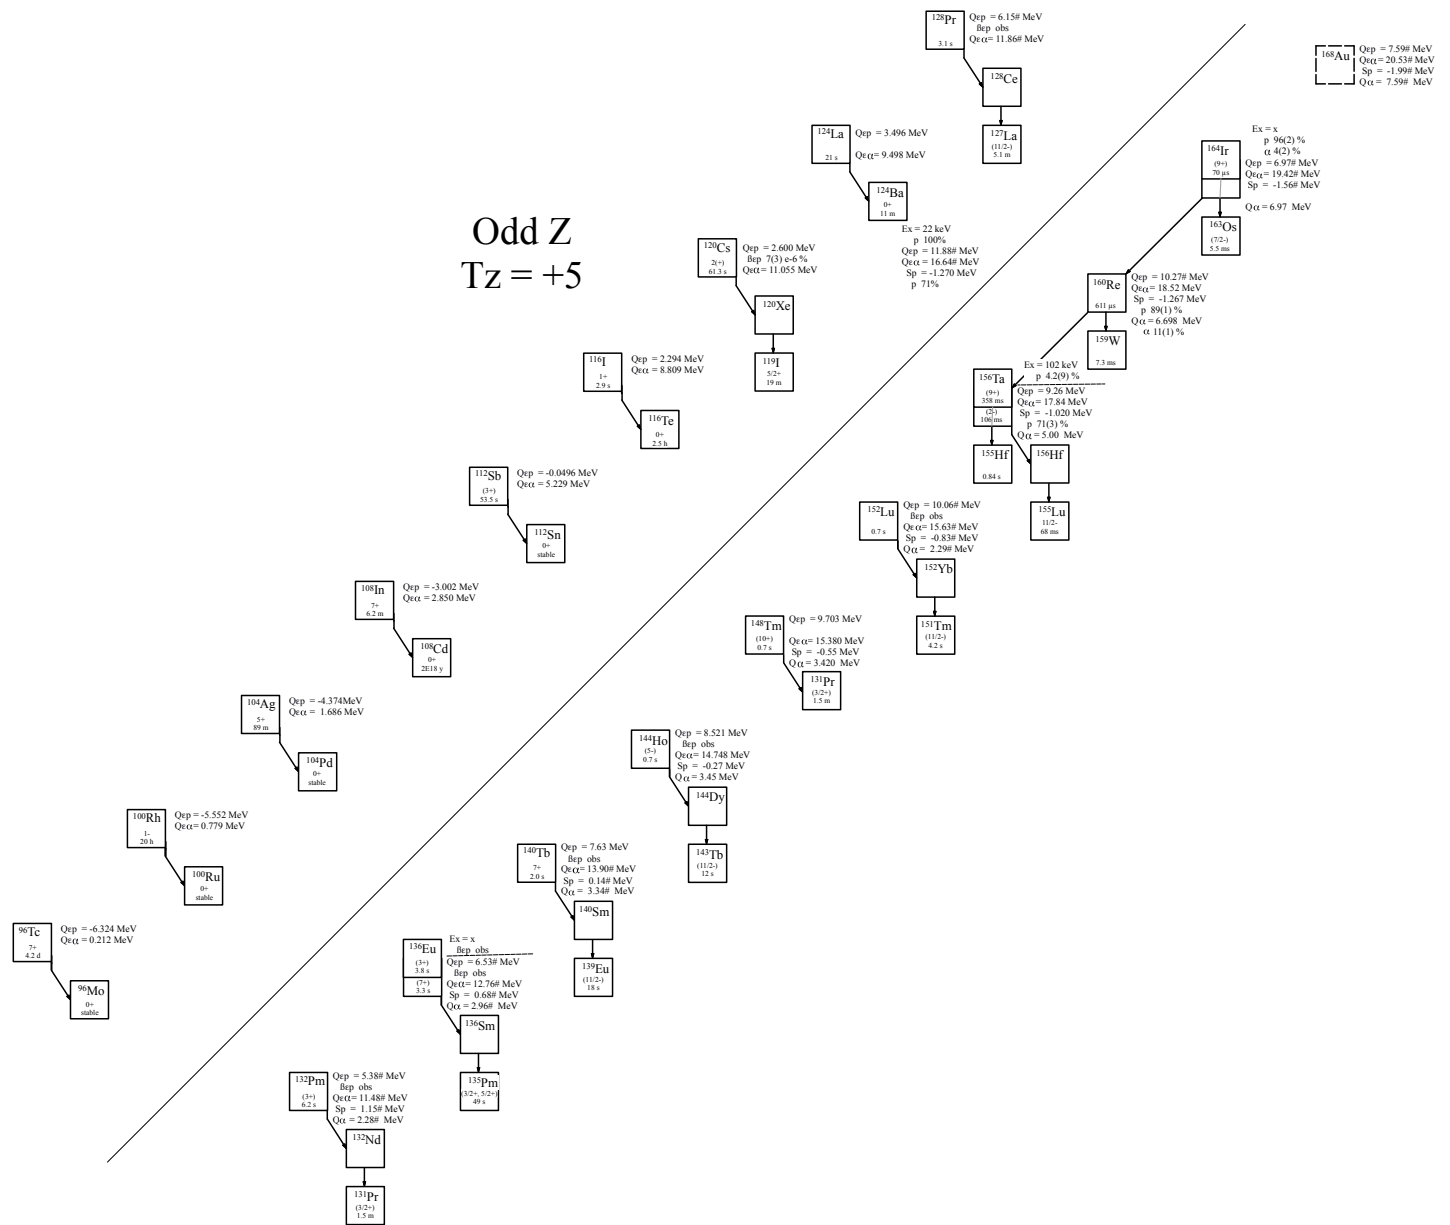 Odd Z
Tz = +5
128Pr
3.1 s
Qεp = 6.15# MeV
βεp obs
Qεα= 11.86# MeV
128Ce
127La
(11/2-)
5.1 m
168Au
Qεp = 7.59# MeV
Qεα= 20.53# MeV
Sp = -1.99# MeV
Qα = 7.59# MeV
124La
21 s
Qεp = 3.496 MeV
Qεα= 9.498 MeV
124Ba
0+
11 m
Ex = 22 keV
p 100%
Qεp = 11.88# MeV
Qεα= 16.64# MeV
Sp = -1.270 MeV
p 71%
Ex = x
p 96(2) %
α 4(2) %
164Ir
(9+)
70 µs
Qεp = 6.97# MeV
Qεα= 19.42# MeV
Sp = -1.56# MeV
Qα = 6.97 MeV
163Os
(7/2-)
5.5 ms
120Cs
2(+)
61.3 s
Qεp = 2.600 MeV
βεp 7(3) e-6 %
Qεα= 11.055 MeV
120Xe
119I
5/2+
19 m
160Re
611 µs
Qεp = 10.27# MeV
Qεα = 18.52 MeV
Sp = -1.267 MeV
p 89(1) %
Qα = 6.698 MeV
α 11(1) %
159W
7.3 ms
116I
1+
2.9 s
Qεp = 2.294 MeV
Qεα= 8.809 MeV
116Te
0+
2.5 h
Ex = 102 keV
p 4.2(9) %
156Ta
(9+)
358 ms
(2-)
106 ms
Qεp = 9.26 MeV
Qεα= 17.84 MeV
Sp = -1.020 MeV
p 71(3) %
Qα = 5.00 MeV
155Hf
0.84 s
156Hf
155Lu
11/2-
68 ms
112Sb
(3+)
53.5 s
Qεp = -0.0496 MeV
Qεα= 5.229 MeV
112Sn
0+
stable
152Lu
0.7 s
Qεp = 10.06# MeV
βεp obs
Qεα= 15.63# MeV
Sp = -0.83# MeV
Qα = 2.29# MeV
152Yb
151Tm
(11/2-)
4.2 s
108In
7+
6.2 m
Qεp = -3.002 MeV
Qεα= 2.850 MeV
108Cd
0+
2E18 y
148Tm
(10+)
0.7 s
Qεp = 9.703 MeV
Qεα= 15.380 MeV
Sp = -0.55 MeV
Qα = 3.420 MeV
131Pr
(3/2+)
1.5 m
104Ag
5+
89 m
Qεp = -4.374MeV
Qεα = 1.686 MeV
104Pd
0+
stable
144Ho
(5-)
0.7 s
Qεp = 8.521 MeV
βεp obs
Qεα= 14.748 MeV
Sp = -0.27 MeV
Qα = 3.45 MeV
144Dy
143Tb
(11/2-)
12 s
100Rh
1-
20 h
Qεp = -5.552 MeV
Qεα= 0.779 MeV
100Ru
0+
stable
140Tb
7+
2.0 s
Qεp = 7.63 MeV
βεp obs
Qεα= 13.90# MeV
Sp = 0.14# MeV
Qα = 3.34# MeV
140Sm
139Eu
(11/2-)
18 s
96Tc
7+
4.2 d
Qεp = -6.324 MeV
Qεα= 0.212 MeV
96Mo
0+
stable
136Eu
(3+)
3.8 s
(7+)
3.3 s
Ex = x
βεp obs
Qεp = 6.53# MeV
βεp obs
Qεα= 12.76# MeV
Sp = 0.68# MeV
Qα = 2.96# MeV
136Sm
135Pm
(3/2+, 5/2+)
49 s
132Pm
(3+)
6.2 s
Qεp = 5.38# MeV
βεp obs
Qεα= 11.48# MeV
Sp = 1.15# MeV
Qα = 2.28# MeV
132Nd
131Pr
(3/2+)
1.5 m